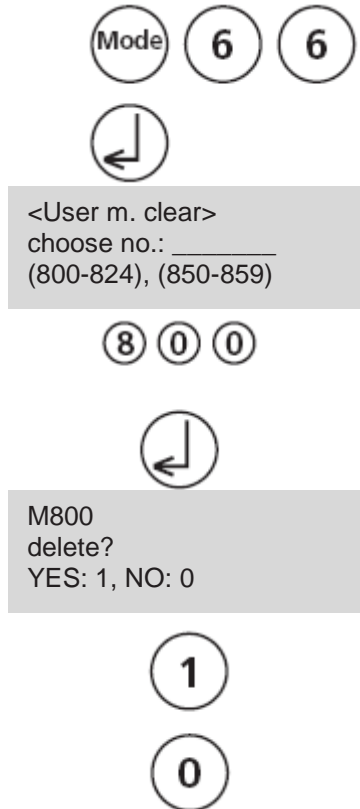 Mode 6 6
<User m. clear>
choose no.: _______
(800-824), (850-859)
8 0 0
M800
delete?
YES: 1, NO: 0
1
0